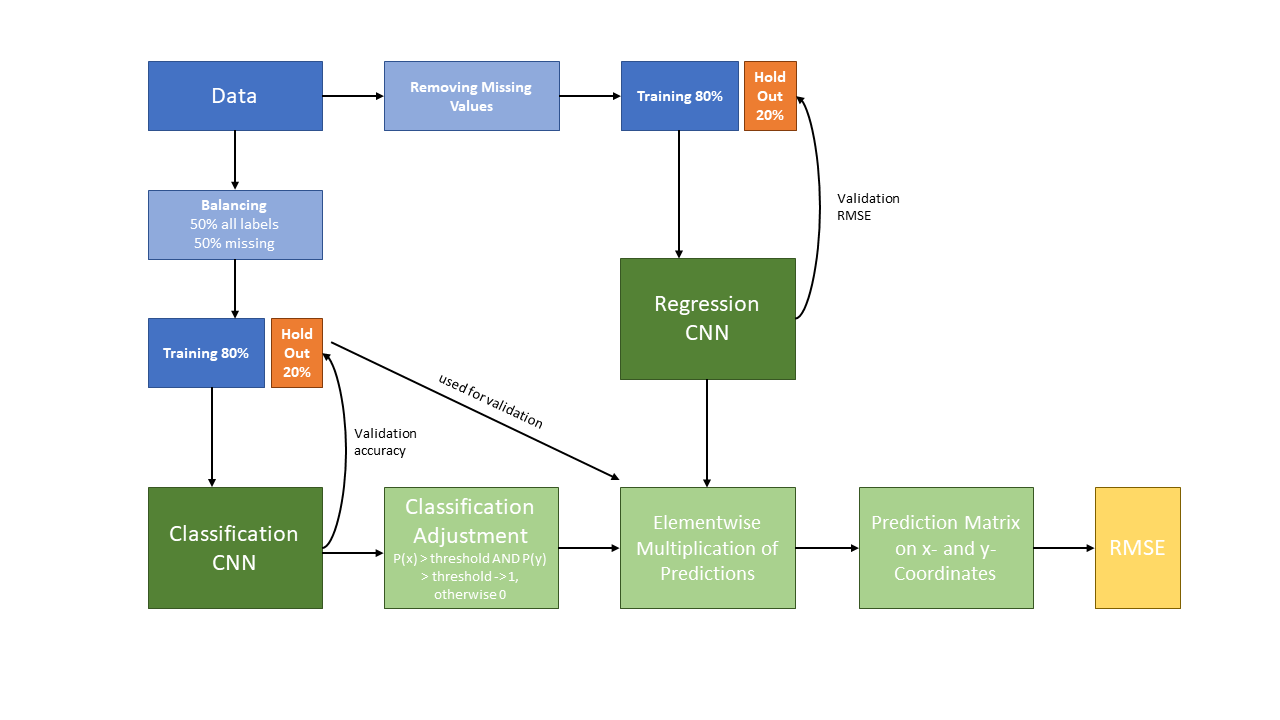 Data
Removing Missing
Values
Training 80%
Hold
Out
20%
Balancing
50% all labels
50% missing
Validation
RMSE
Regression
CNN
Training 80%
Hold
Out
20%
used for validation
Validation
accuracy
Classification
CNN
Classification
Adjustment
P(x) > threshold AND P(y)
> threshold ->1,
otherwise 0
Elementwise
Multiplication of
Predictions
Prediction Matrix
on x- and y-
Coordinates
RMSE